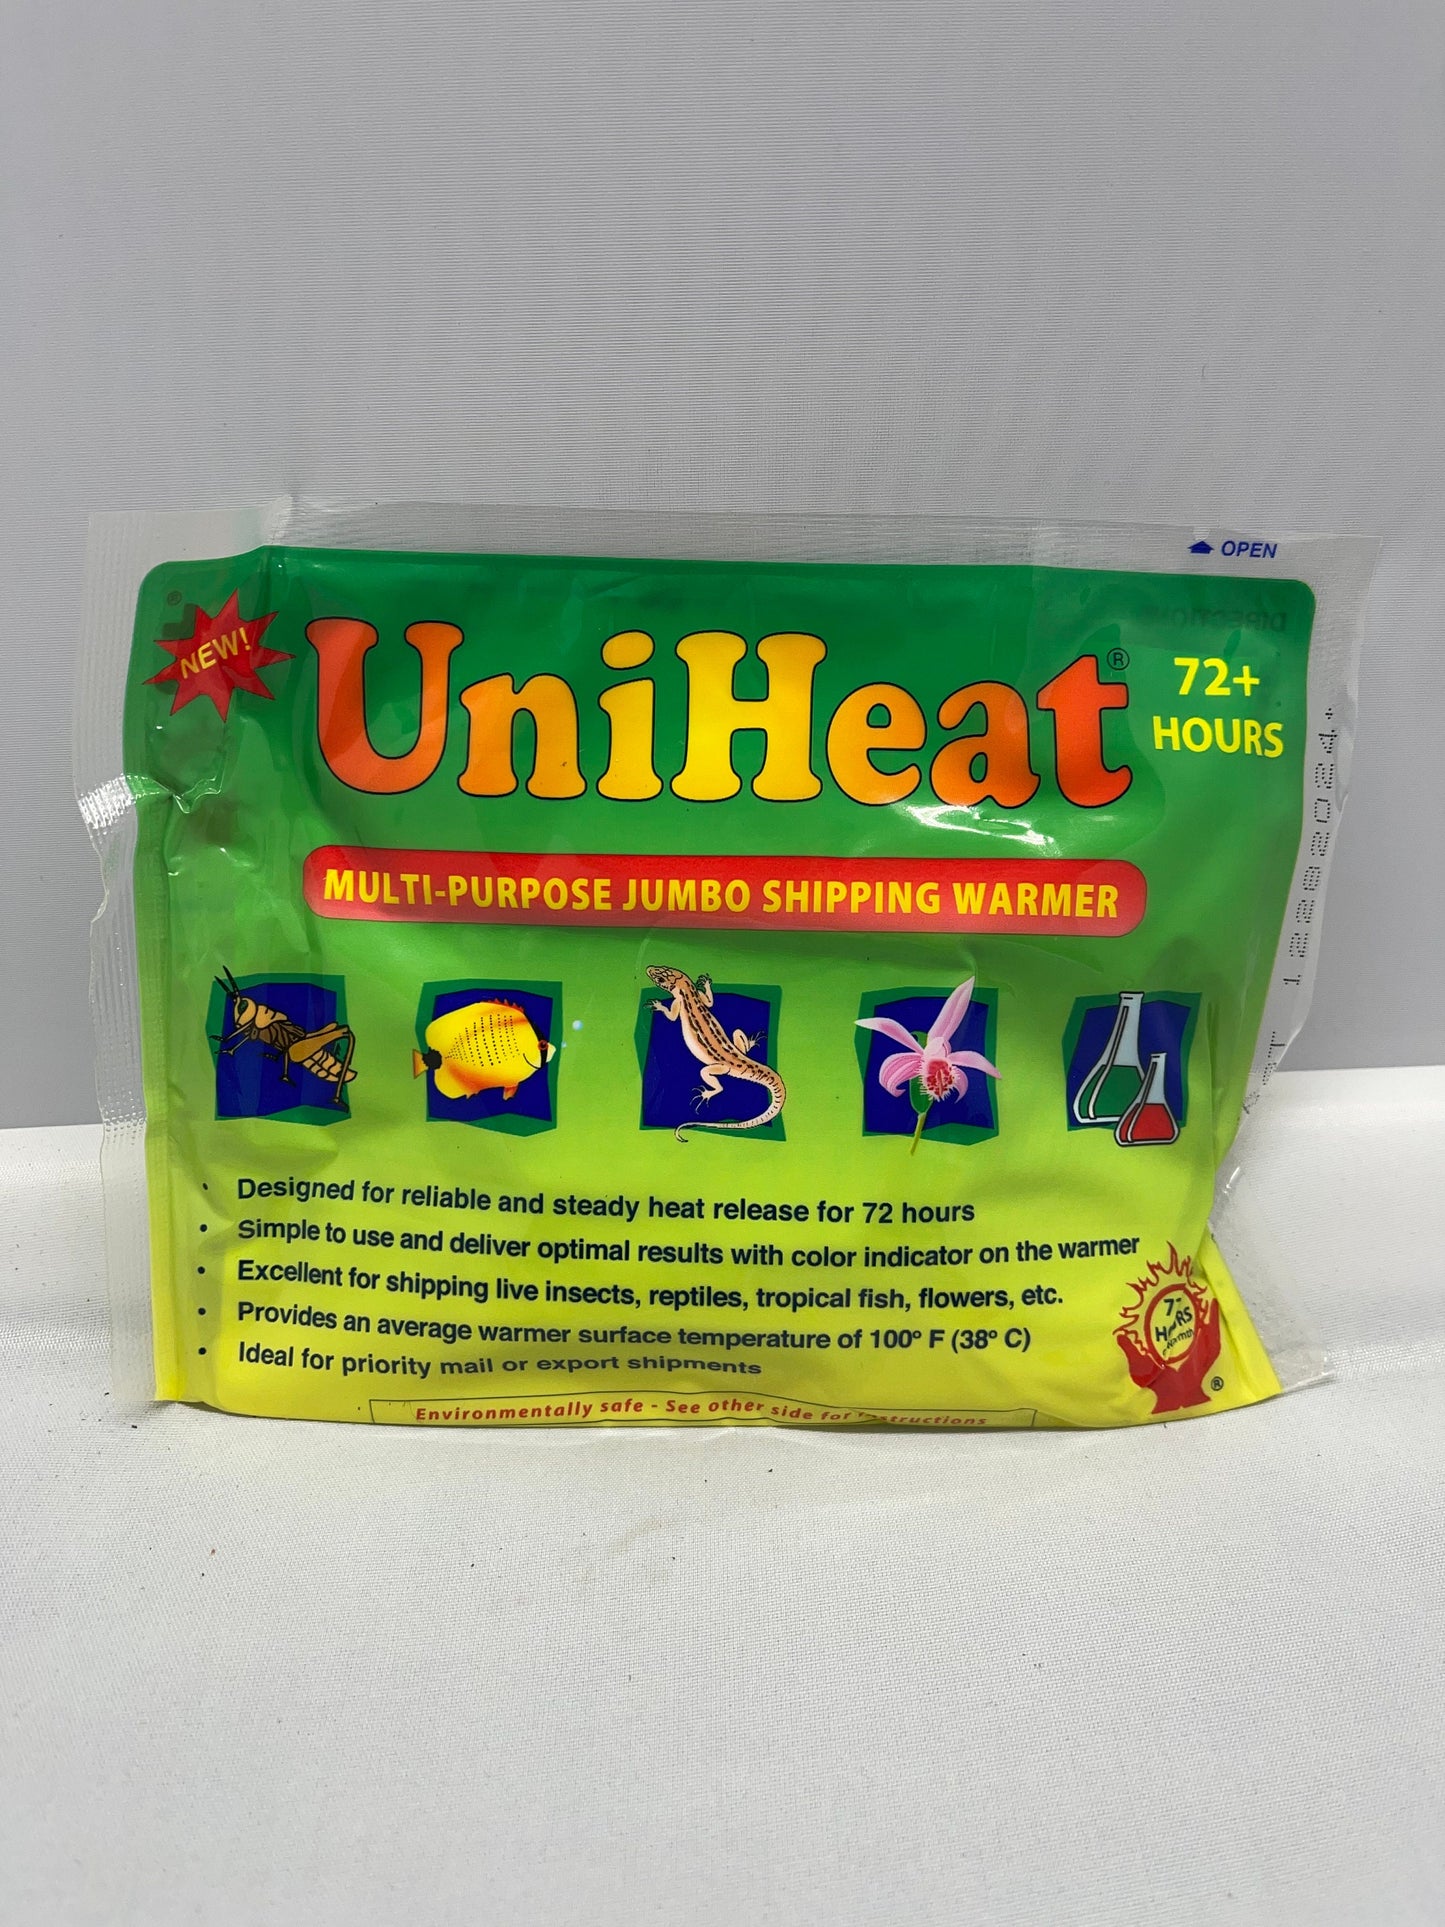 OPEN
NEW!
UniHeat®
72+
HOURS
MULTI-PURPOSE JUMBO SHIPPING WARMER
• Designed for reliable and steady heat release for 72 hours
• Simple to use and deliver optimal results with color indicator on the warmer
• Excellent for shipping live insects, reptiles, tropical fish, flowers, etc.
• Provides an average warmer surface temperature of 100º F (38º C)
• Ideal for priority mail or export shipments
Environmentally safe - See other side for instructions